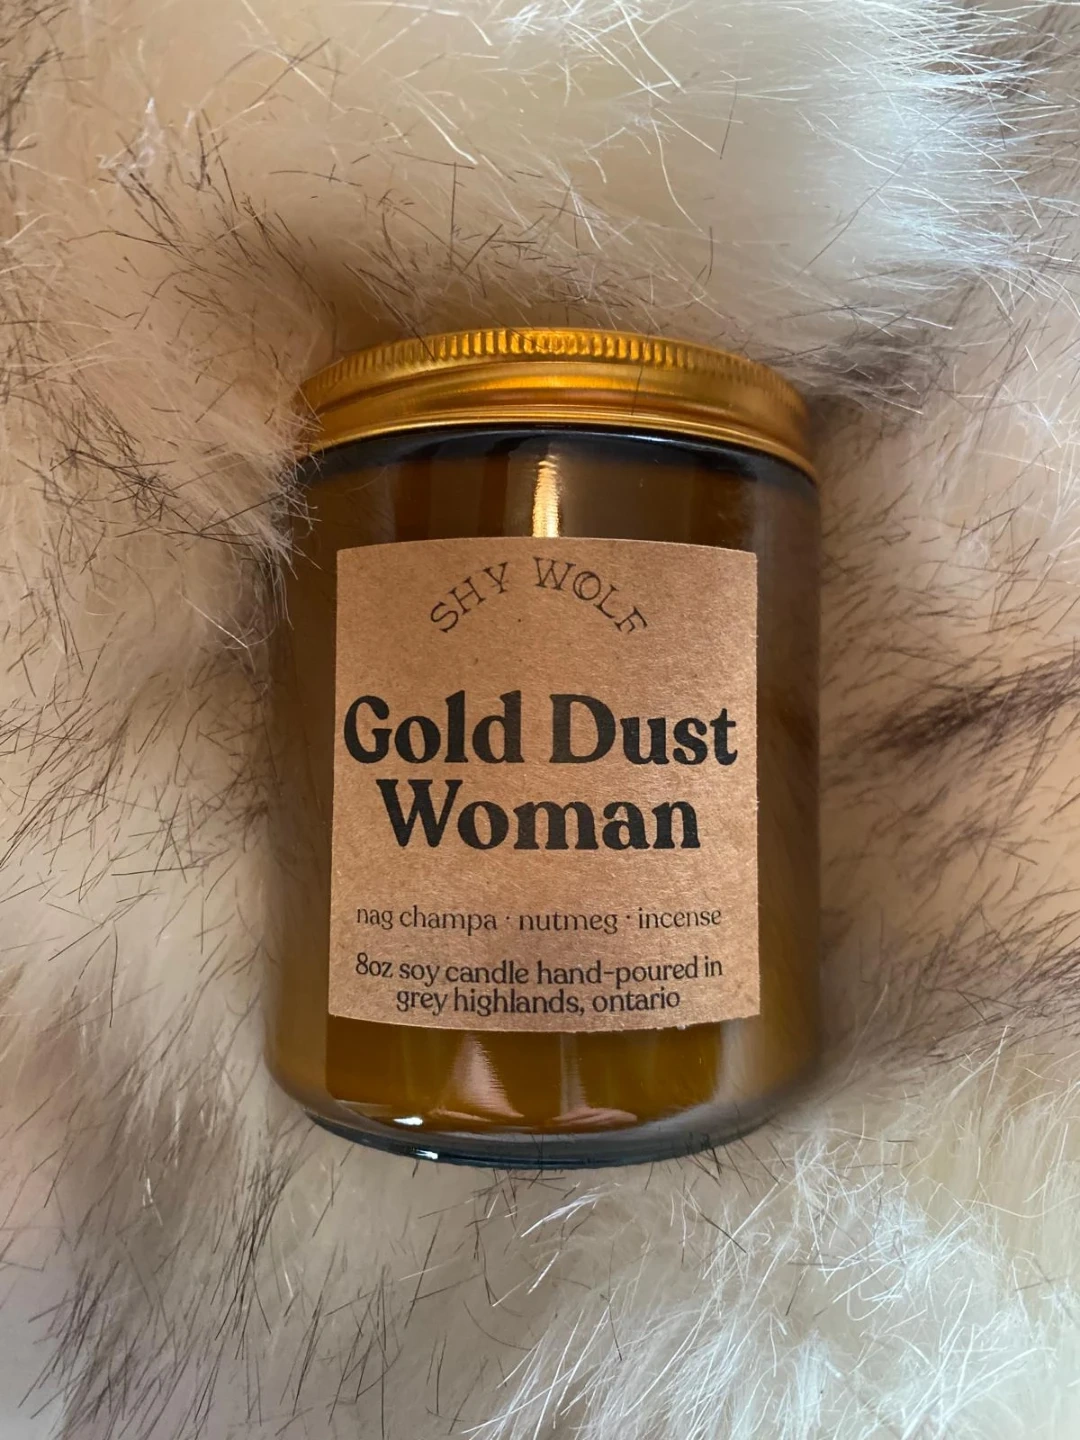 SHY WOLF
Gold Dust
Woman
nag champa · nutmeg · incense
8oz soy candle hand-poured in
grey highlands, ontario